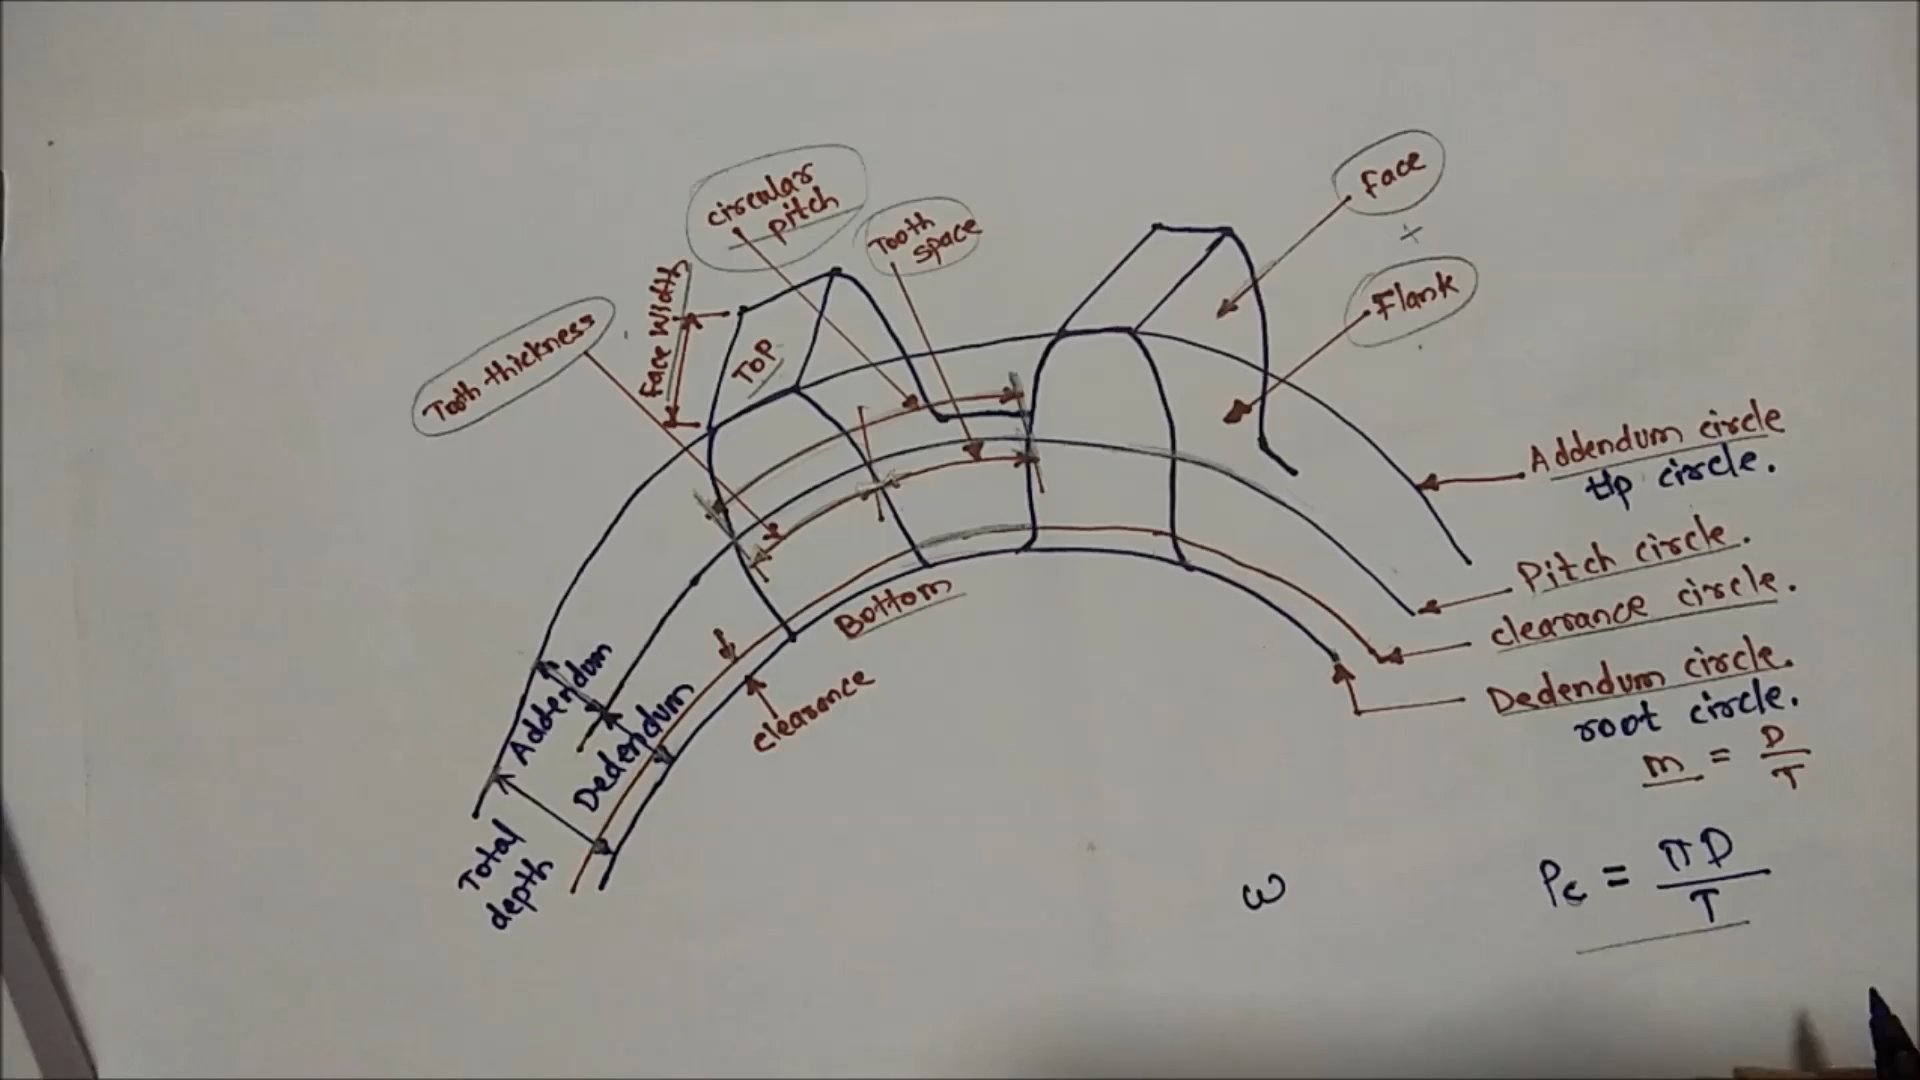 circular
pitch
Tooth
space
Face
+
Flank
Face Width
Tooth thickness
TOP
Addendum circle
tip circle.
Pitch circle.
clearance circle.
Dedendum circle.
root circle.
Bottom
clearance
Addendum
Dedendum
Total
depth
m = D
T
Pc = πD
T
ω